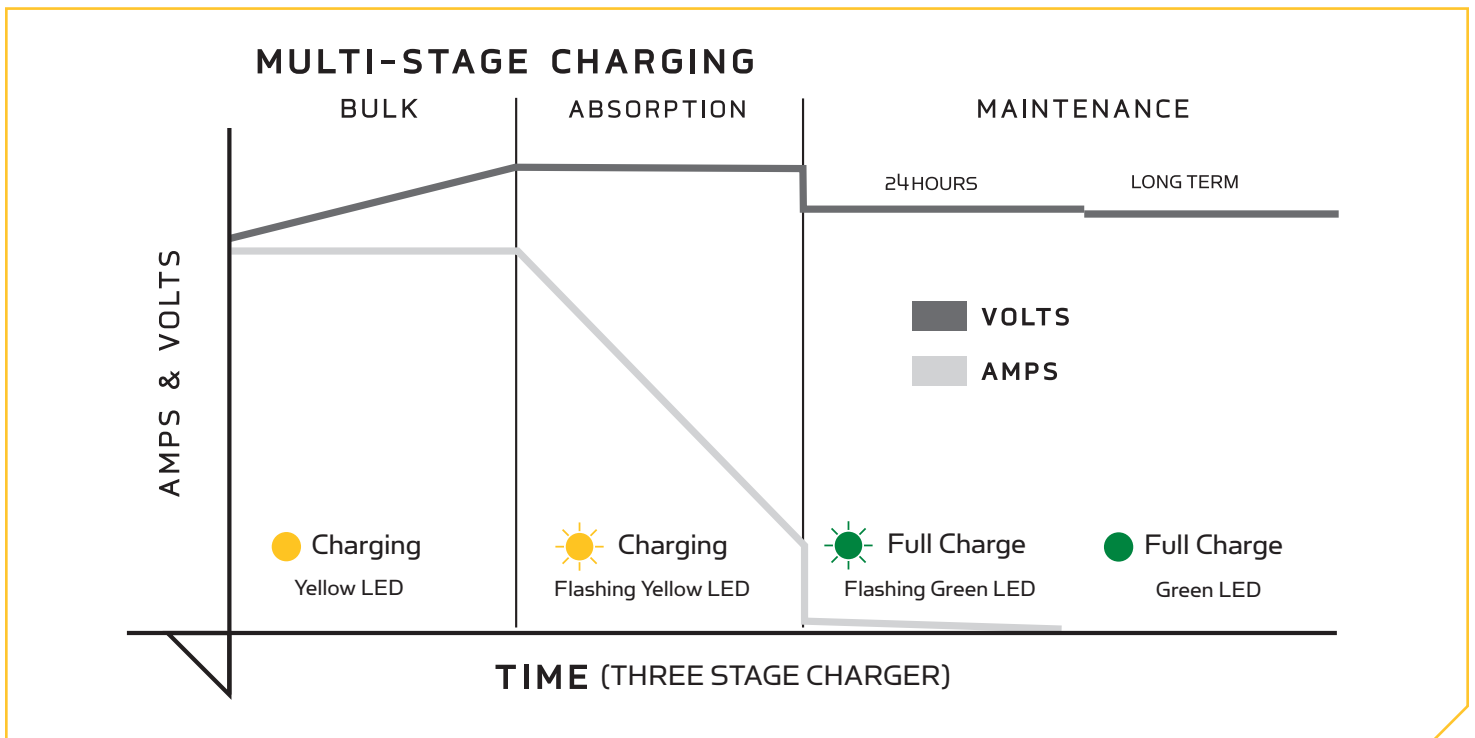 MULTI-STAGE CHARGING
BULK
ABSORPTION
MAINTENANCE
24 HOURS
LONG TERM
AMPS & VOLTS
VOLTS
AMPS
Charging
Yellow LED
Charging
Flashing Yellow LED
Full Charge
Flashing Green LED
Full Charge
Green LED
TIME (THREE STAGE CHARGER)